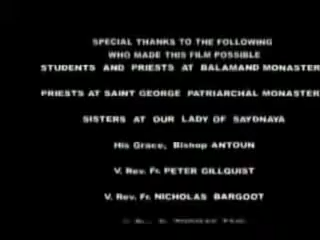 SPECIAL THANKS TO THE FOLLOWING
WHO MADE THIS FILM POSSIBLE
STUDENTS AND PRIESTS AT BALAMAND MONASTER
PRIESTS AT SAINT GEORGE PATRIARCHAL MONASTER
SISTERS AT OUR LADY OF SAYDNAYA
His Grace, Bishop ANTOUN
V. Rev. Fr. PETER GILLQUIST
V. Rev. Fr. NICHOLAS BARGOOT